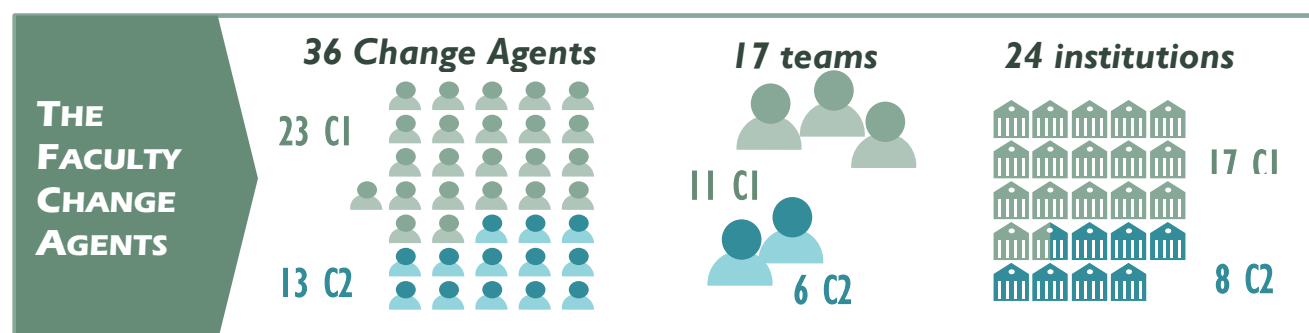 THE
FACULTY
CHANGE
AGENTS
36 Change Agents
23 C1
13 C2
17 teams
11 C1
6 C2
24 institutions
17 C1
8 C2